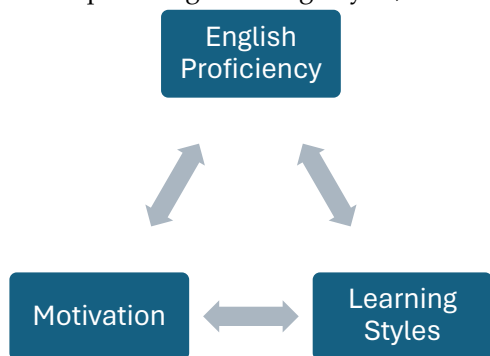 English
Proficiency
Motivation
Learning
Styles